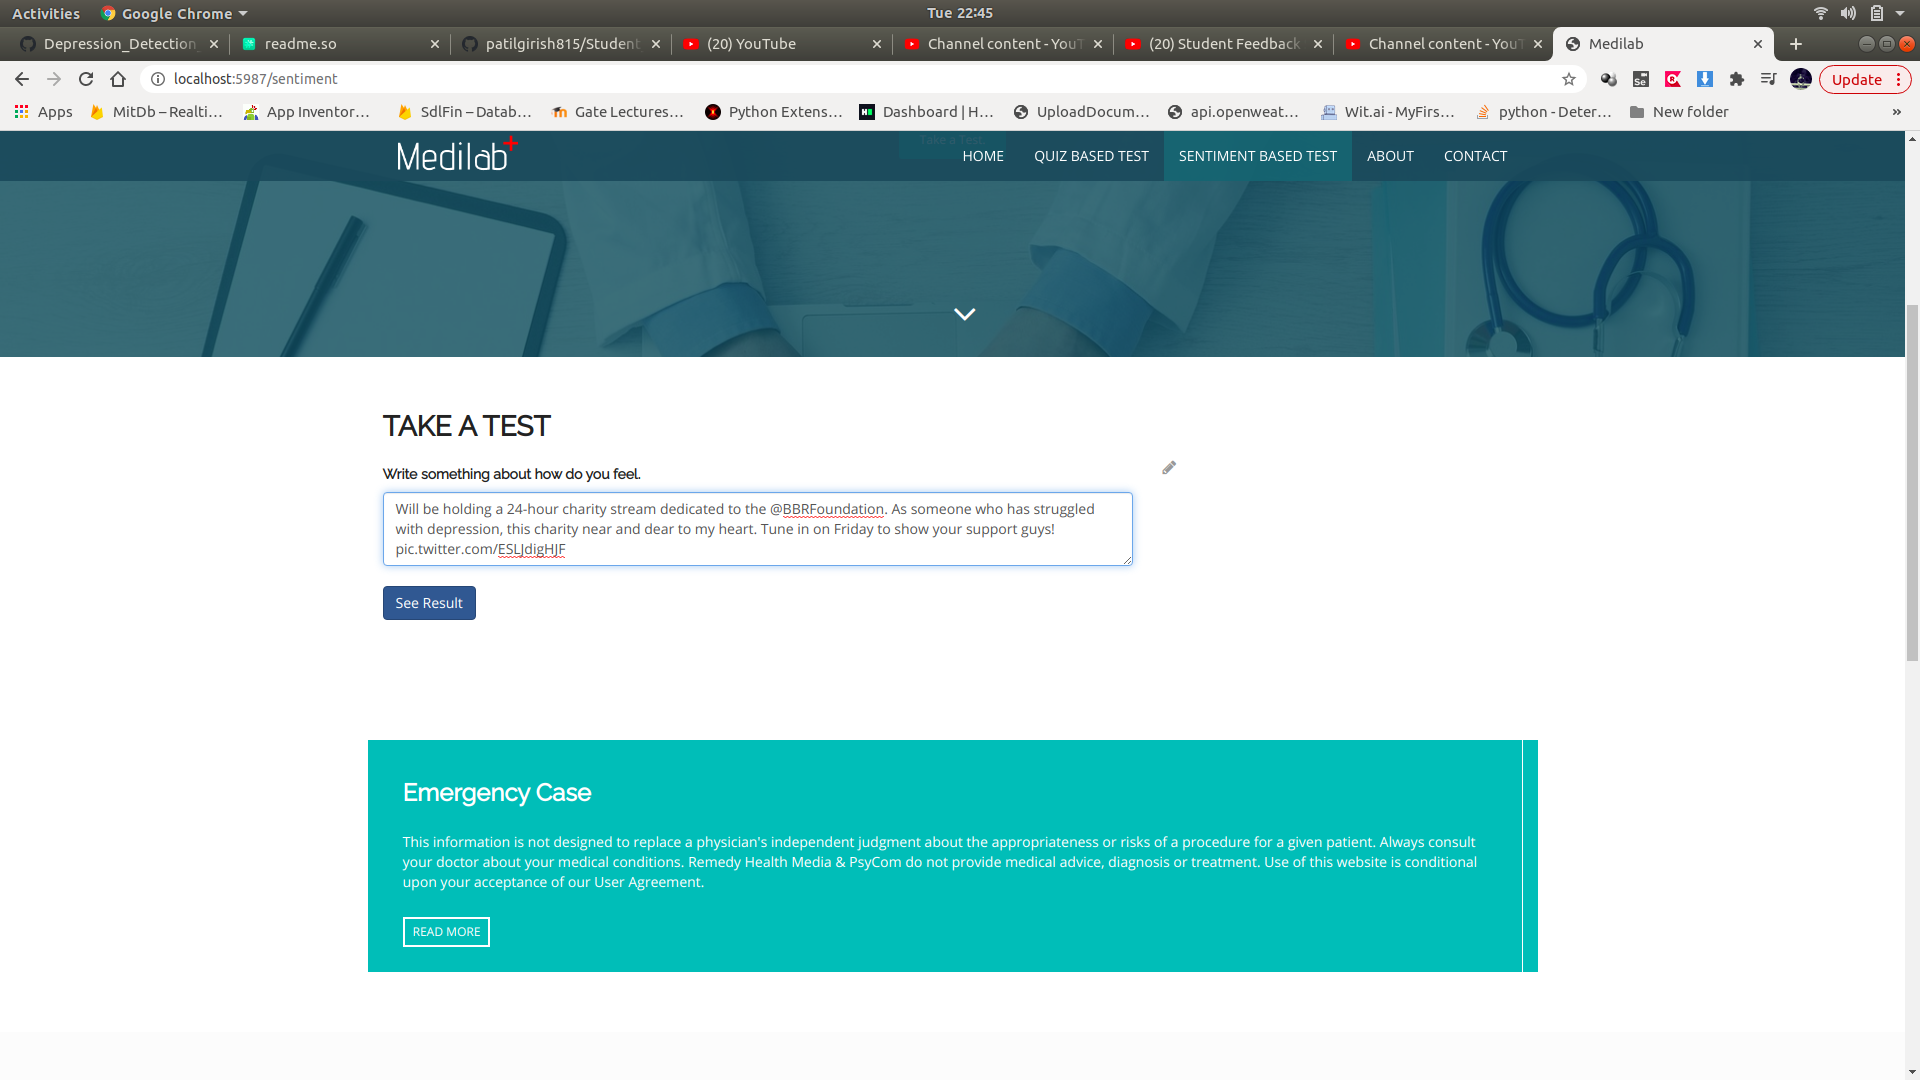 Activities Google Chrome Tue 22:45
Depression_Detection readme.so patilgirish815/Student (20) YouTube Channel content - YouT (20) Student Feedback Channel content - YouT Medilab
localhost:5987/sentiment Update
Apps MitDb – Realti... App Inventor... SdlFin – Datab... Gate Lectures... Python Extens... Dashboard | H... UploadDocum... api.openweat... Wit.ai - MyFirs... python - Deter... New folder »
Medilab+ Take a Test HOME QUIZ BASED TEST SENTIMENT BASED TEST ABOUT CONTACT
TAKE A TEST
Write something about how do you feel.
Will be holding a 24-hour charity stream dedicated to the @BBRFoundation. As someone who has struggled
with depression, this charity near and dear to my heart. Tune in on Friday to show your support guys!
pic.twitter.com/ESLJdigHJF
See Result
Emergency Case
This information is not designed to replace a physician's independent judgment about the appropriateness or risks of a procedure for a given patient. Always consult
your doctor about your medical conditions. Remedy Health Media & PsyCom do not provide medical advice, diagnosis or treatment. Use of this website is conditional
upon your acceptance of our User Agreement.
READ MORE